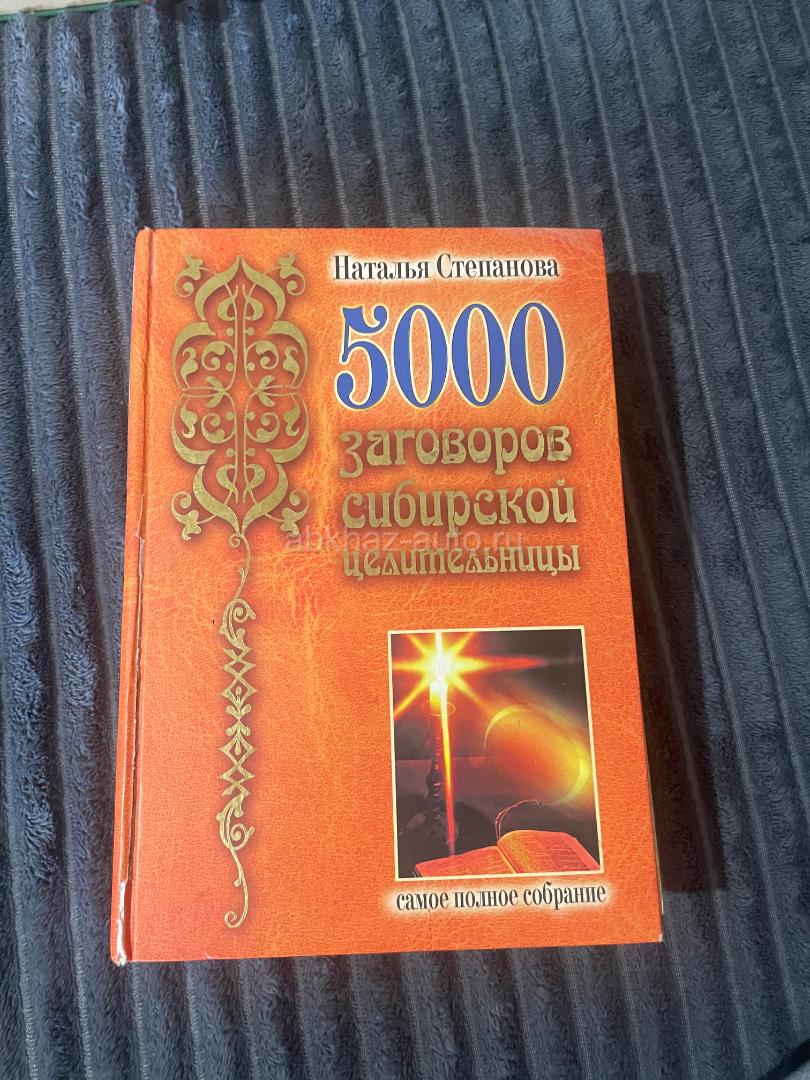 Наталья Степанова
5000
заговоров
сибирской
abkhaz-auto.ru
целительницы
самое полное собрание